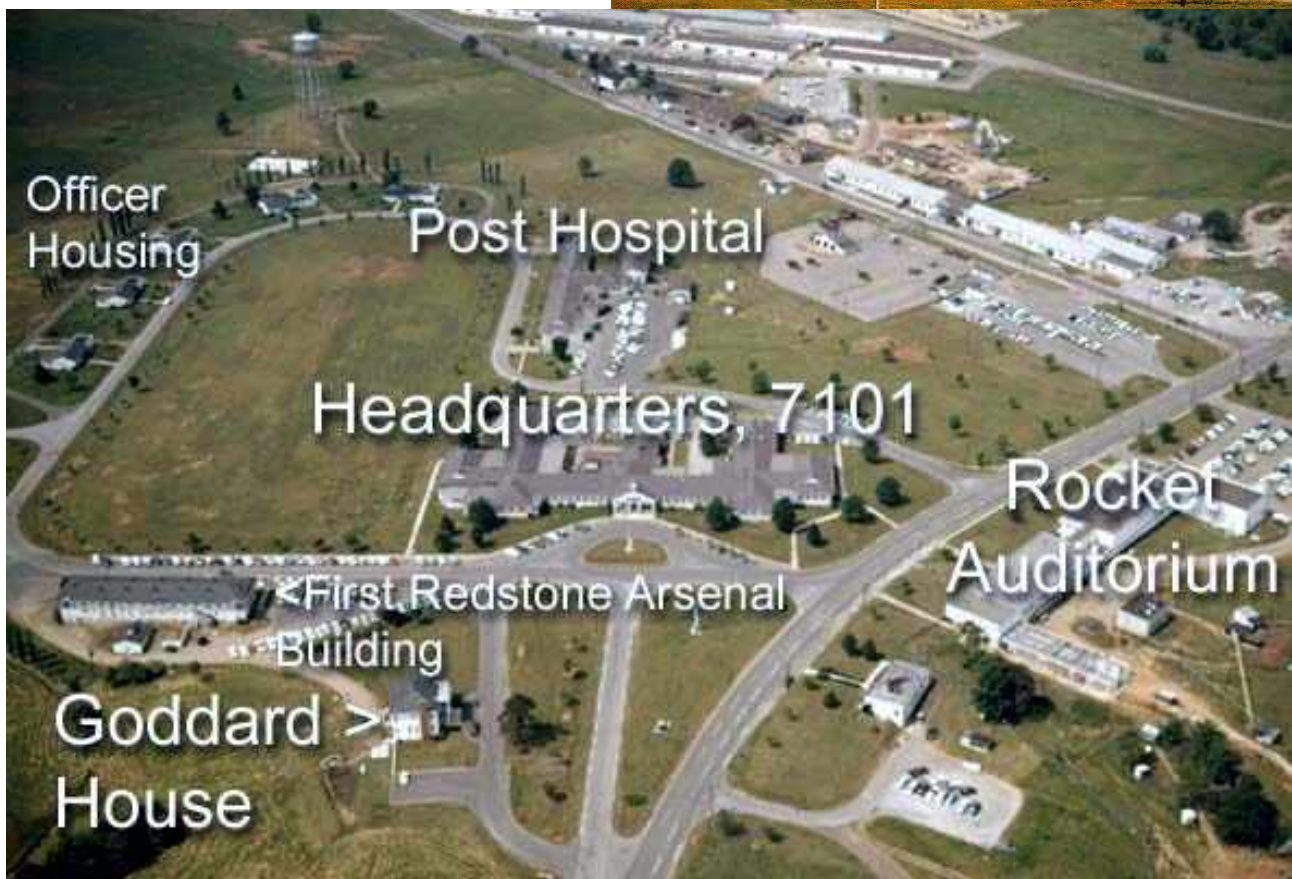 Officer
Housing
Post Hospital
Headquarters, 7101
Rocket
Auditorium
<First Redstone Arsenal
Building
Goddard >
House